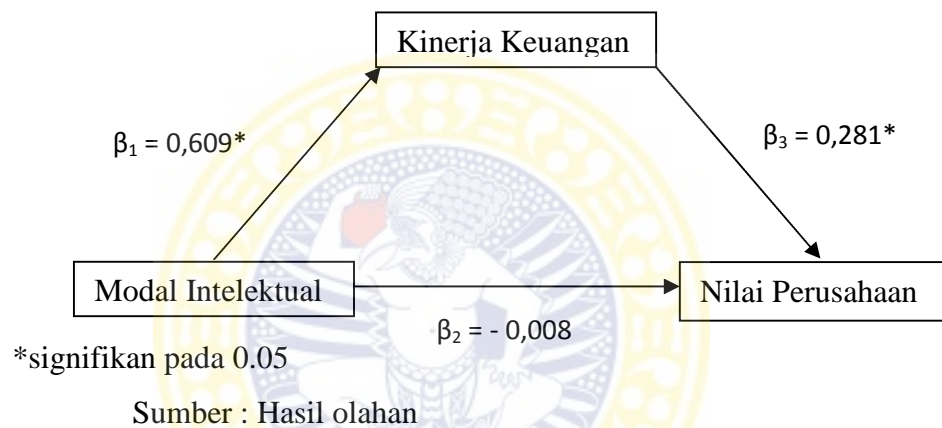 Kinerja Keuangan
β₁ = 0,609*
β₃ = 0,281*
Modal Intelektual
Nilai Perusahaan
β₂ = - 0,008
*signifikan pada 0.05
Sumber : Hasil olahan